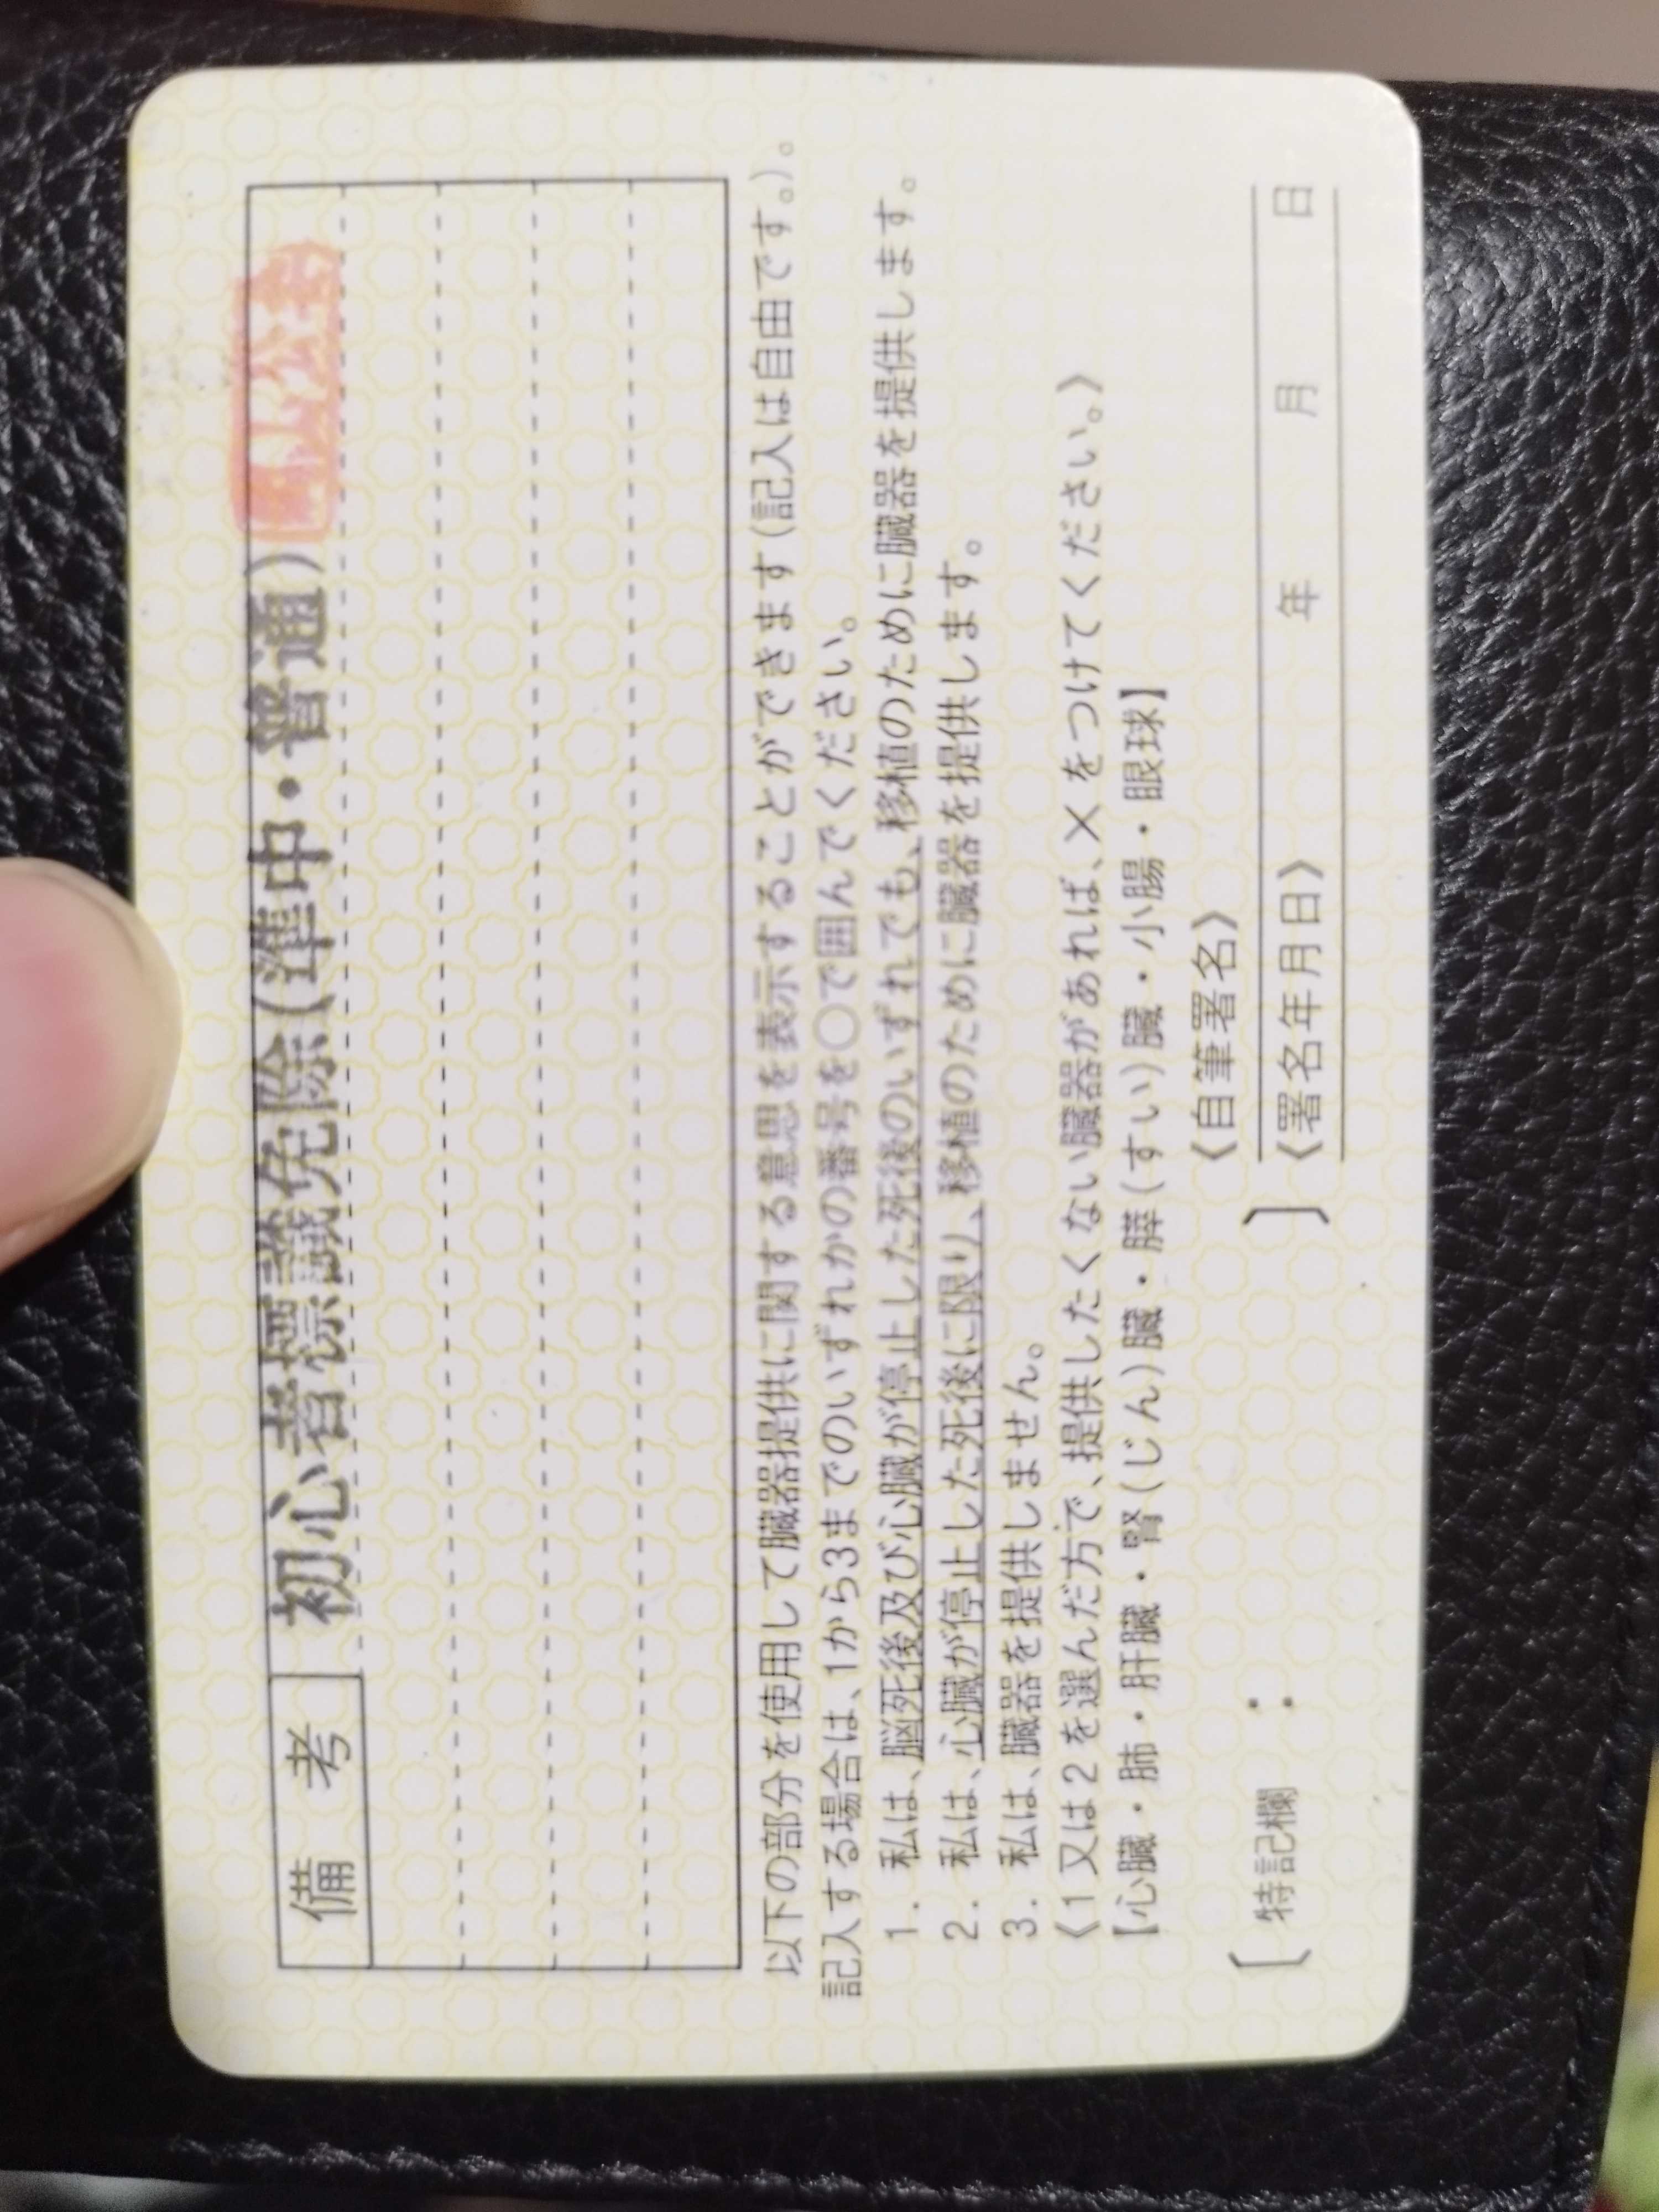 備 考 初心者標識免除(準中・普通)
以下の部分を使用して臓器提供に関する意思を表示することができます(記入は自由です。)。
記入する場合は、1から3までのいずれかの番号を〇で囲んでください。
1. 私は、脳死後及び心臓が停止した死後のいずれでも、移植のために臓器を提供します。
2. 私は、心臓が停止した死後に限り、移植のために臓器を提供します。
3. 私は、臓器を提供しません。
《1又は2を選んだ方で、提供したくない臓器があれば、×をつけてください。》
【心臓・肺・肝臓・腎(じん)臓・膵(すい)臓・小腸・眼球】
《自筆署名》
〔特記欄 : 〕
《署名年月日》 年 月 日